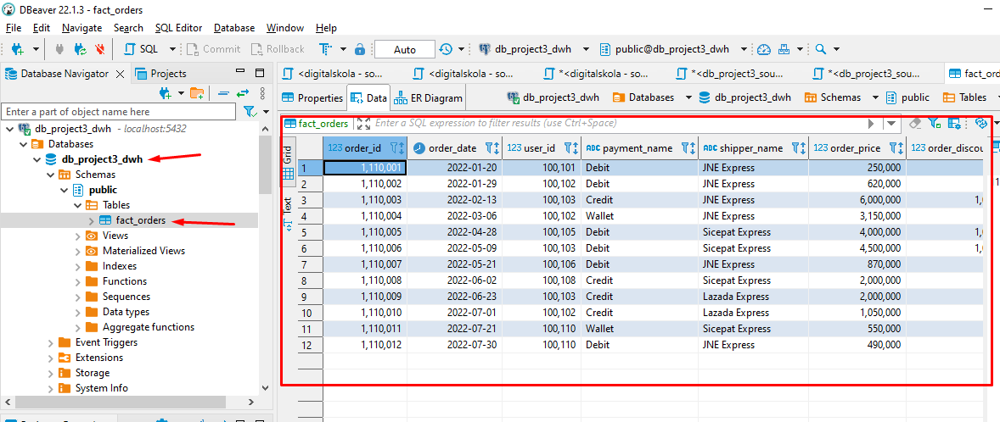 DBeaver 22.1.3 - fact_orders
File Edit Navigate Search SQL Editor Database Window Help
SQL Commit Rollback Auto db_project3_dwh public@db_project3_dwh
Database Navigator Projects
<digitalskola - so... <digitalskola - so... *<digitalskola - so... *<db_project3_sou... *<db_project3_sou... fact_ord
Properties Data ER Diagram db_project3_dwh Databases db_project3_dwh Schemas public Tables
Enter a part of object name here
db_project3_dwh - localhost:5432
Databases
db_project3_dwh
Schemas
public
Tables
fact_orders
Views
Materialized Views
Indexes
Functions
Sequences
Data types
Aggregate functions
Event Triggers
Extensions
Storage
System Info
fact_orders Enter a SQL expression to filter results (use Ctrl+Space)
Grid
Text
123 order_id order_date 123 user_id ABC payment_name ABC shipper_name 123 order_price 123 order_discou
1 1,110,001 2022-01-20 100,101 Debit JNE Express 250,000
2 1,110,002 2022-01-29 100,102 Debit JNE Express 620,000
3 1,110,003 2022-02-13 100,103 Credit JNE Express 6,000,000 1,
4 1,110,004 2022-03-06 100,102 Wallet JNE Express 3,150,000
5 1,110,005 2022-04-28 100,105 Debit Sicepat Express 4,000,000 1,
6 1,110,006 2022-05-09 100,103 Debit Sicepat Express 4,500,000 1,
7 1,110,007 2022-05-21 100,106 Debit JNE Express 870,000
8 1,110,008 2022-06-02 100,108 Credit Sicepat Express 2,000,000
9 1,110,009 2022-06-23 100,103 Credit Lazada Express 2,000,000
10 1,110,010 2022-07-01 100,102 Credit Lazada Express 1,050,000
11 1,110,011 2022-07-21 100,110 Wallet Sicepat Express 550,000
12 1,110,012 2022-07-30 100,110 Debit JNE Express 490,000